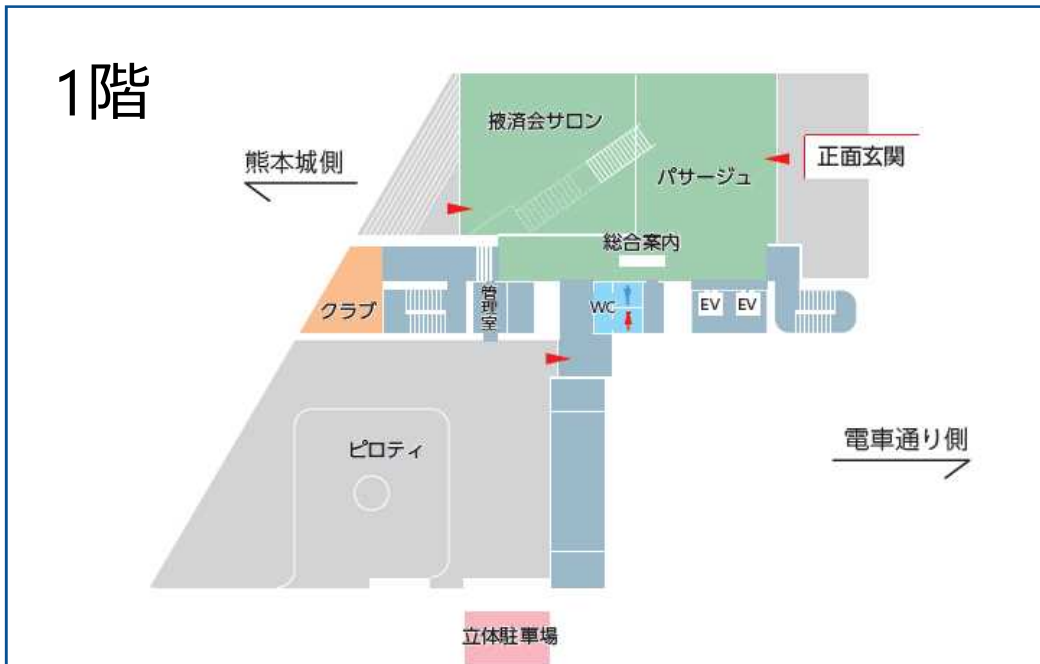 1階
掖済会サロン
熊本城側
正面玄関
パサージュ
総合案内
クラブ
管理室
WC
EV
EV
電車通り側
ピロティ
立体駐車場